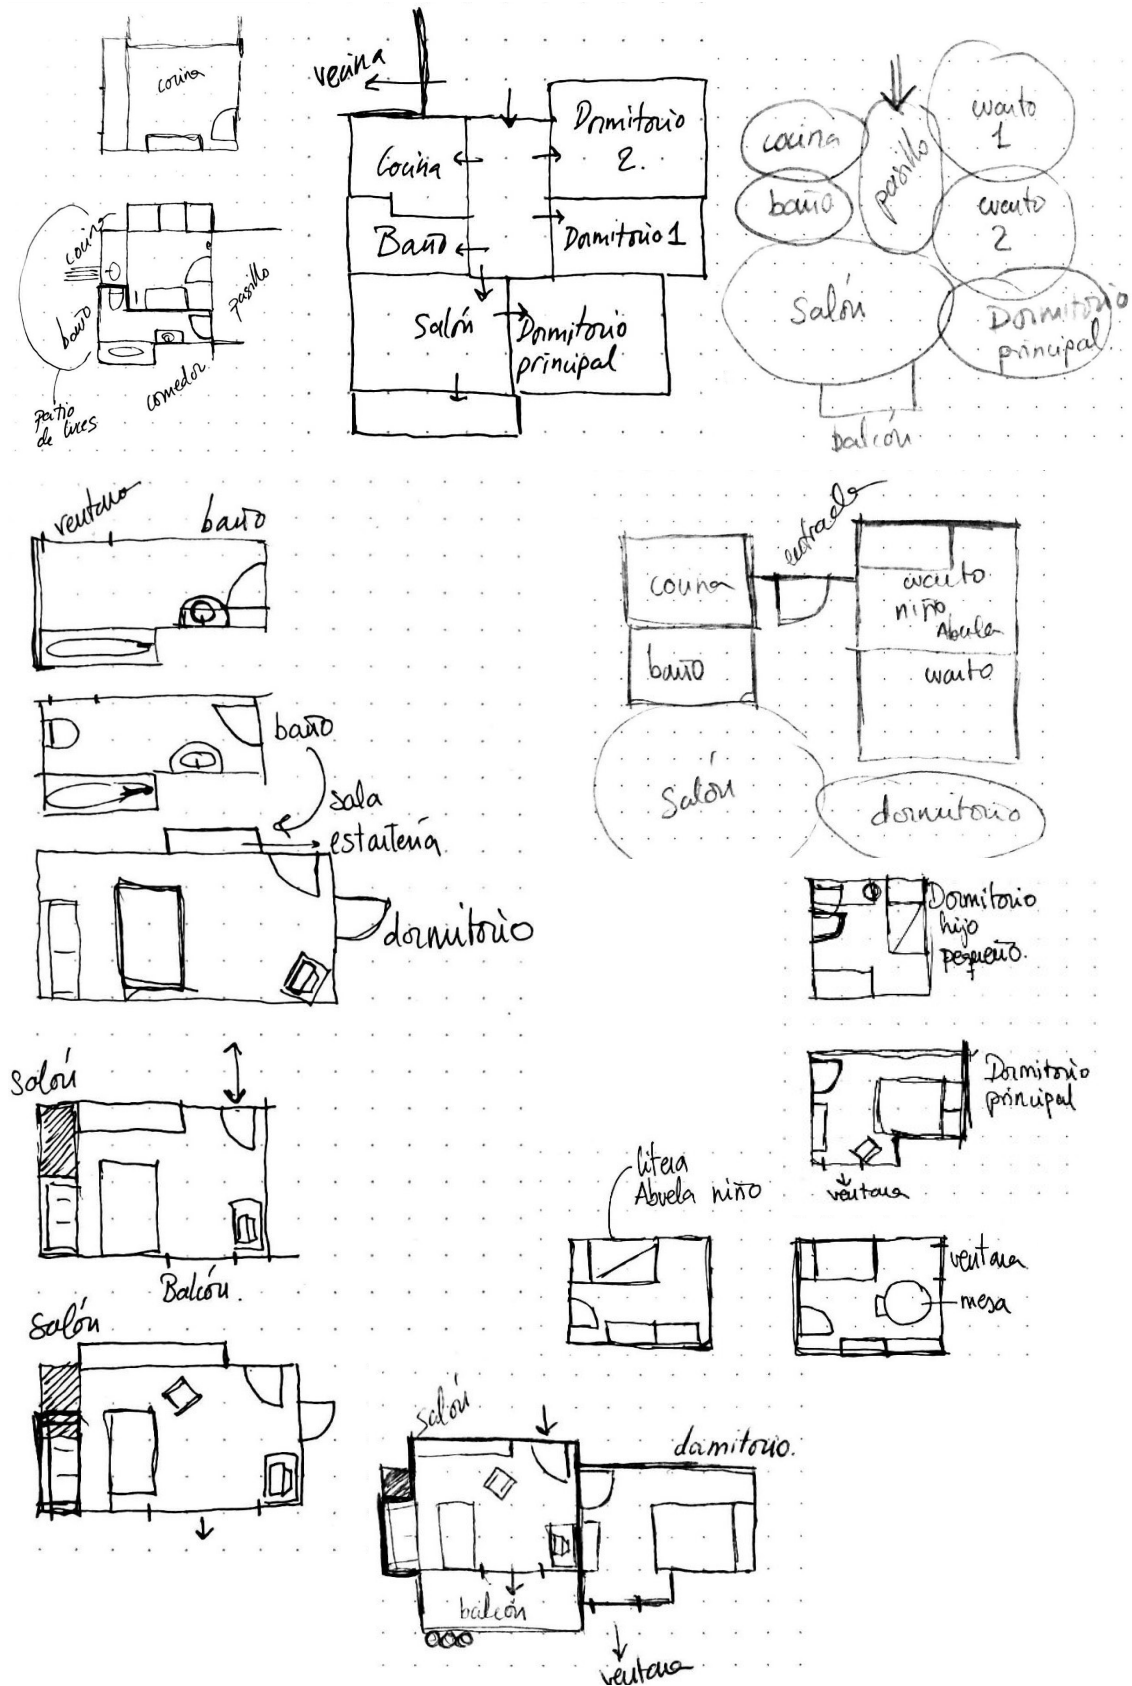 cocina
vecina
Dormitorio
2.
Cocina
Baño
Dormitorio 1
Salón
Dormitorio
principal
cuarto
1
cocina
pasillo
baño
cuarto
2
Salón
Dormitorio
principal
balcón
cocina
baño
pasillo
comedor
patio
de luces
ventana
baño
entrada
cocina
cuarto
niño
Abuela
baño
cuarto
Salón
dormitorio
baño
sala
estantería
dormitorio
Dormitorio
hijo
pequeño.
salón
Balcón.
Dormitorio
principal
ventana
litera
Abuela niño
ventana
mesa
salón
salón
dormitorio.
balcón
ventana